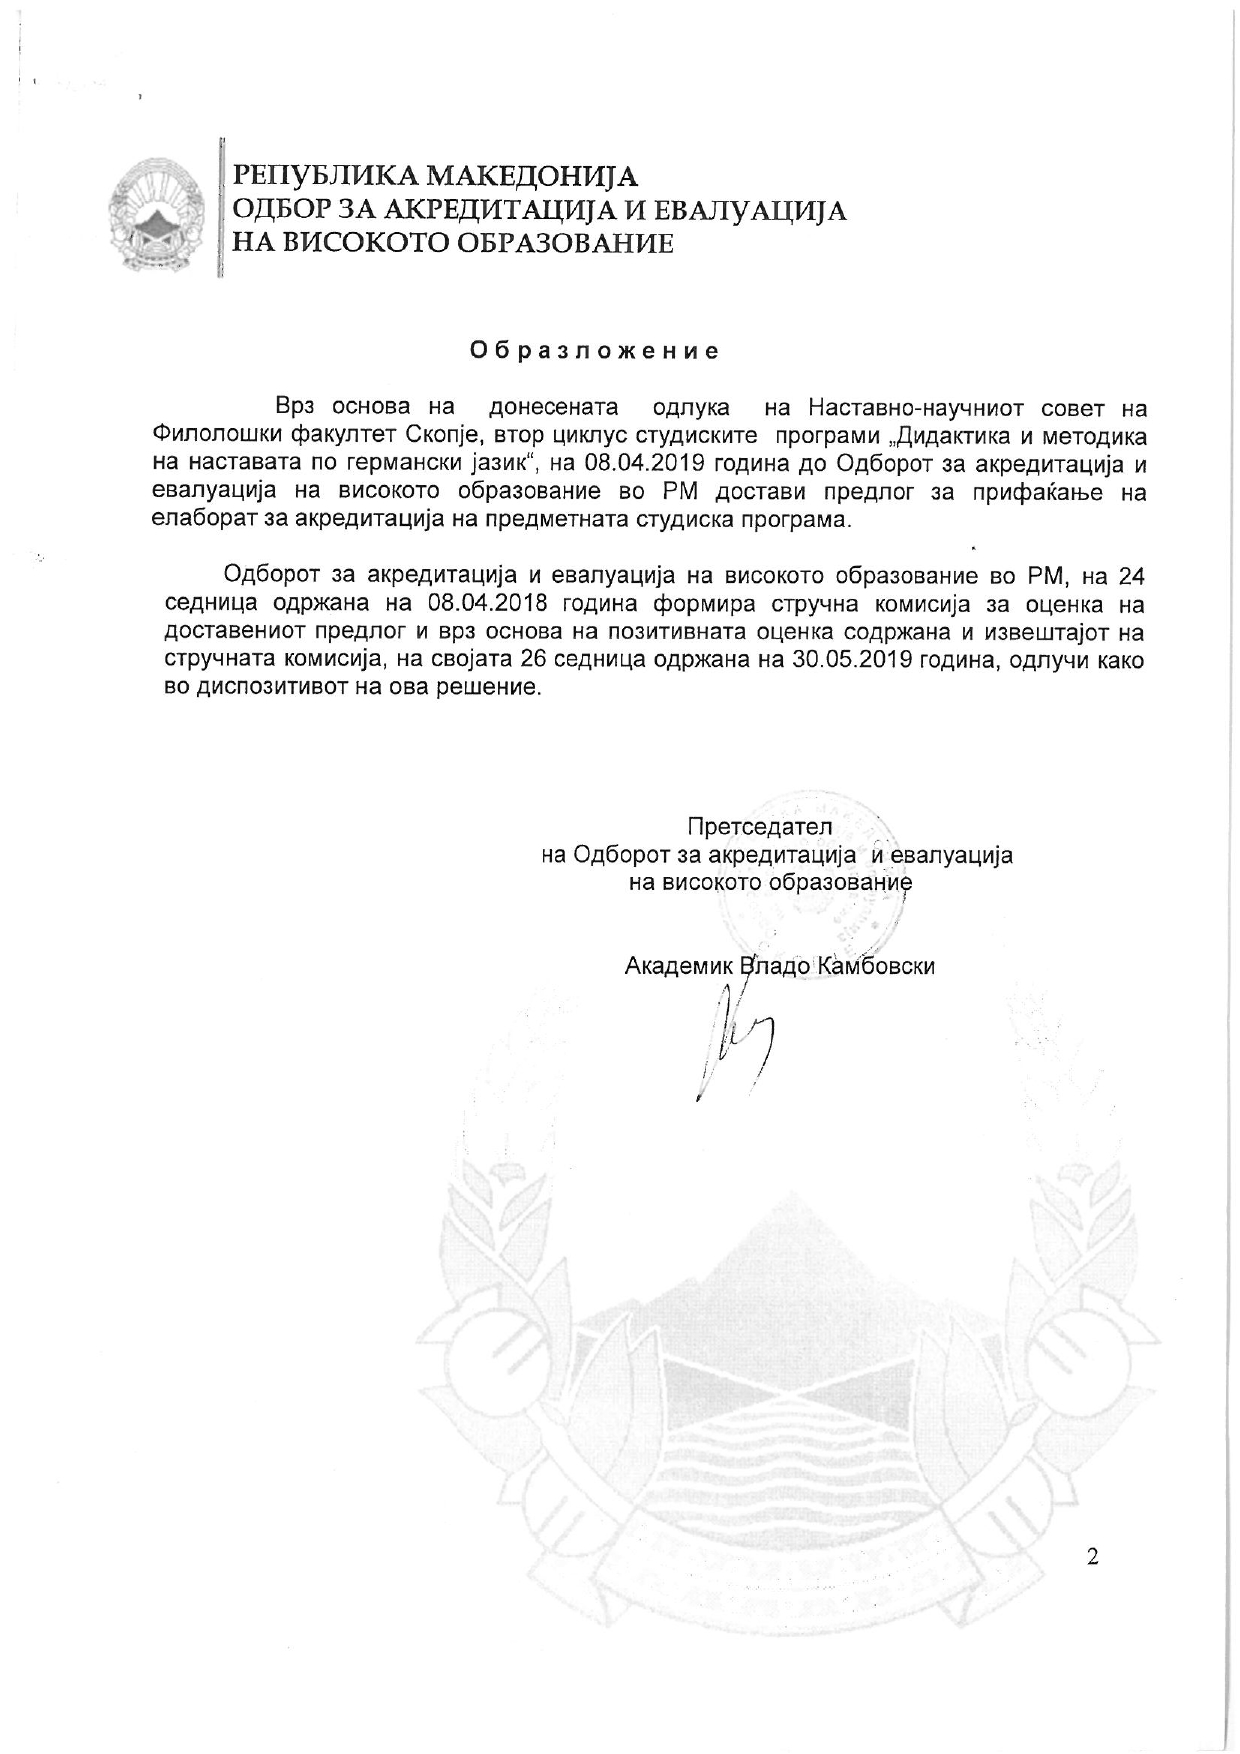 РЕПУБЛИКА МАКЕДОНИЈА
ОДБОР ЗА АКРЕДИТАЦИЈА И ЕВАЛУАЦИЈА
НА ВИСОКОТО ОБРАЗОВАНИЕ
О б р а з л о ж е н и е
Врз основа на донесената одлука на Наставно-научниот совет на
Филолошки факултет Скопје, втор циклус студиските програми „Дидактика и методика
на наставата по германски јазик“, на 08.04.2019 година до Одборот за акредитација и
евалуација на високото образование во РМ достави предлог за прифаќање на
елаборат за акредитација на предметната студиска програма.
Одборот за акредитација и евалуација на високото образование во РМ, на 24
седница одржана на 08.04.2018 година формира стручна комисија за оценка на
доставениот предлог и врз основа на позитивната оценка содржана и извештајот на
стручната комисија, на својата 26 седница одржана на 30.05.2019 година, одлучи како
во диспозитивот на ова решение.
Претседател
на Одборот за акредитација и евалуација
на високото образование
Академик Владо Камбовски
2